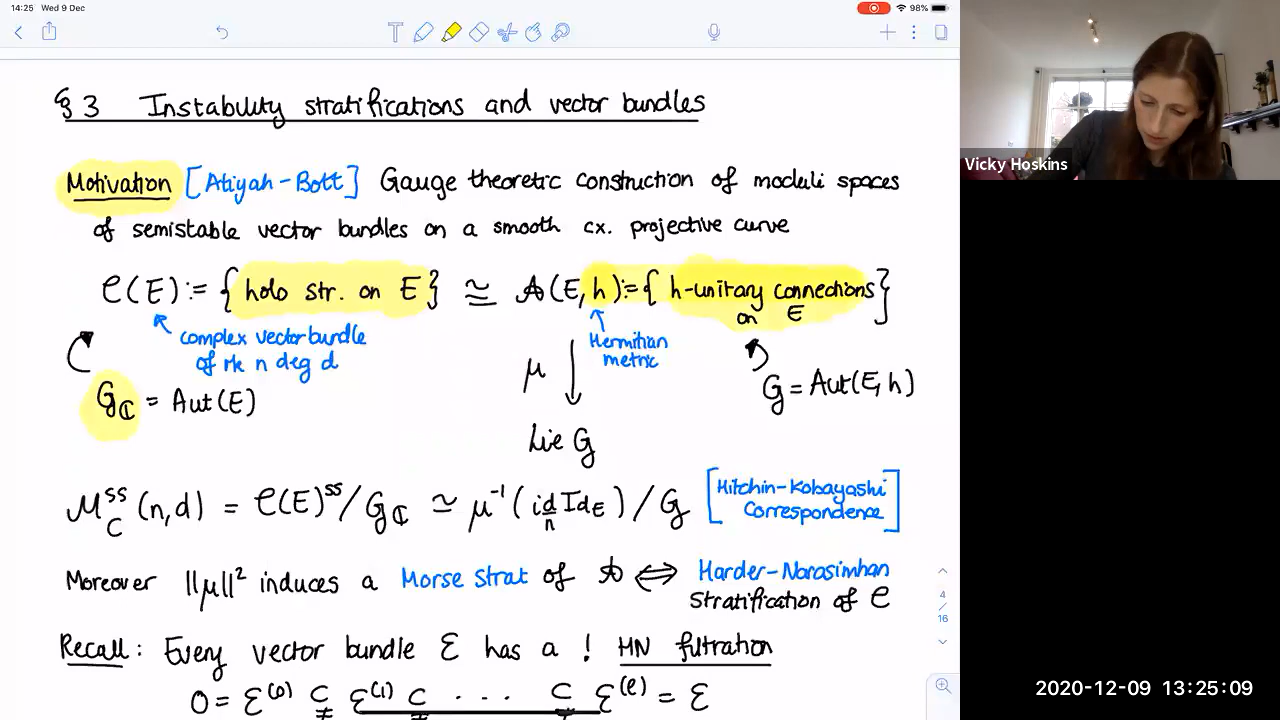 14:25 Wed 9 Dec
98%
§3 Instability stratifications and vector bundles
Motivation [Atiyah-Bott] Gauge theoretic construction of moduli spaces
of semistable vector bundles on a smooth cx. projective curve
𝒞(E) := { holo str. on E } ≃ 𝒜(E, h) := { h-unitary connections on E }
complex vector bundle of rk n deg d
Hermitian metric
G_ℂ = Aut(E)
μ
G = Aut(E, h)
Lie G
ℳ_C^{ss}(n,d) = 𝒞(E)^{ss}/G_ℂ ≃ μ^{-1}(i d/n Id_E)/G [Hitchin-Kobayashi Correspondence]
Moreover ||μ||² induces a Morse strat of 𝒜 ⟺ Harder-Narasimhan
stratification of 𝒞
Recall: Every vector bundle ℰ has a ! HN filtration
0 = ℰ^{(0)} ⊊ ℰ^{(1)} ⊊ · · · ⊊ ℰ^{(l)} = ℰ
4 / 16
Vicky Hoskins
2020-12-09 13:25:09